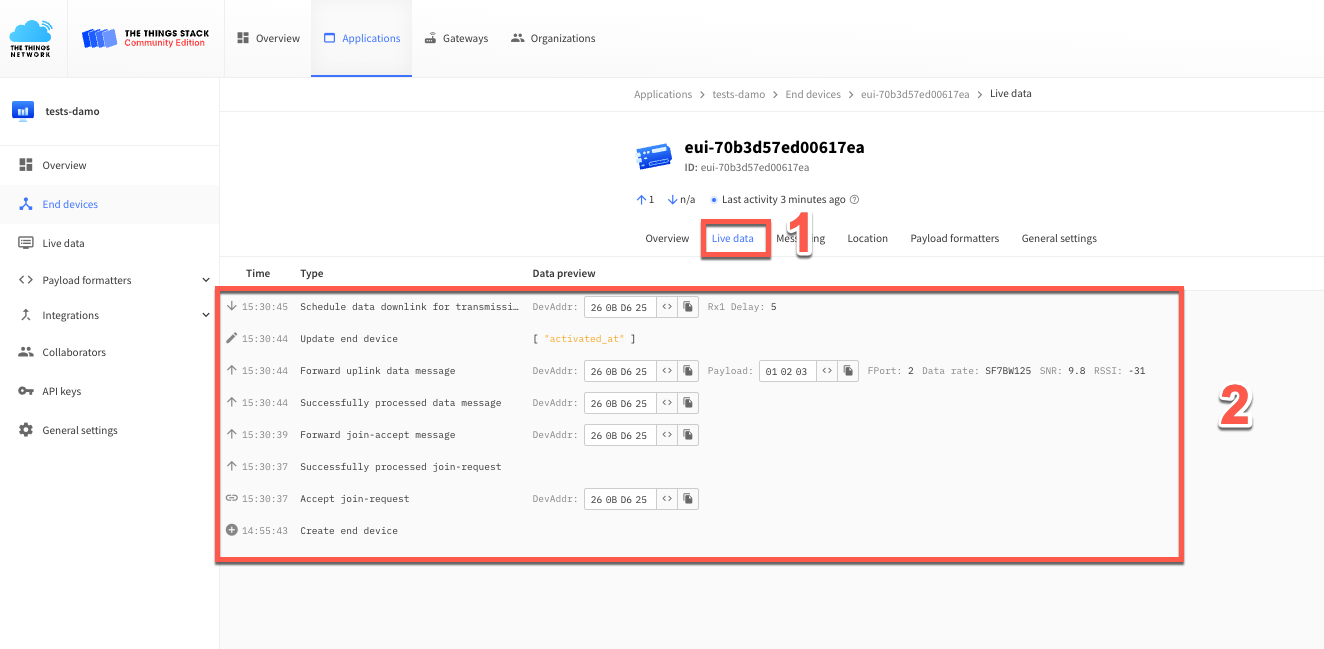 THE THINGS NETWORK
THE THINGS STACK
Community Edition
Overview
Applications
Gateways
Organizations
tests-damo
Overview
End devices
Live data
Payload formatters
Integrations
Collaborators
API keys
General settings
Applications > tests-damo > End devices > eui-70b3d57ed00617ea > Live data
eui-70b3d57ed00617ea
ID: eui-70b3d57ed00617ea
1 n/a Last activity 3 minutes ago
Overview Live data Location Payload formatters General settings
1
Time Type Data preview
15:30:45 Schedule data downlink for transmissi… DevAddr: 26 0B D6 25 <> Rx1 Delay: 5
15:30:44 Update end device [ "activated_at" ]
15:30:44 Forward uplink data message DevAddr: 26 0B D6 25 <> Payload: 01 02 03 <> FPort: 2 Data rate: SF7BW125 SNR: 9.8 RSSI: -31
15:30:44 Successfully processed data message DevAddr: 26 0B D6 25 <>
15:30:39 Forward join-accept message DevAddr: 26 0B D6 25 <>
15:30:37 Successfully processed join-request
15:30:37 Accept join-request DevAddr: 26 0B D6 25 <>
14:55:43 Create end device
2